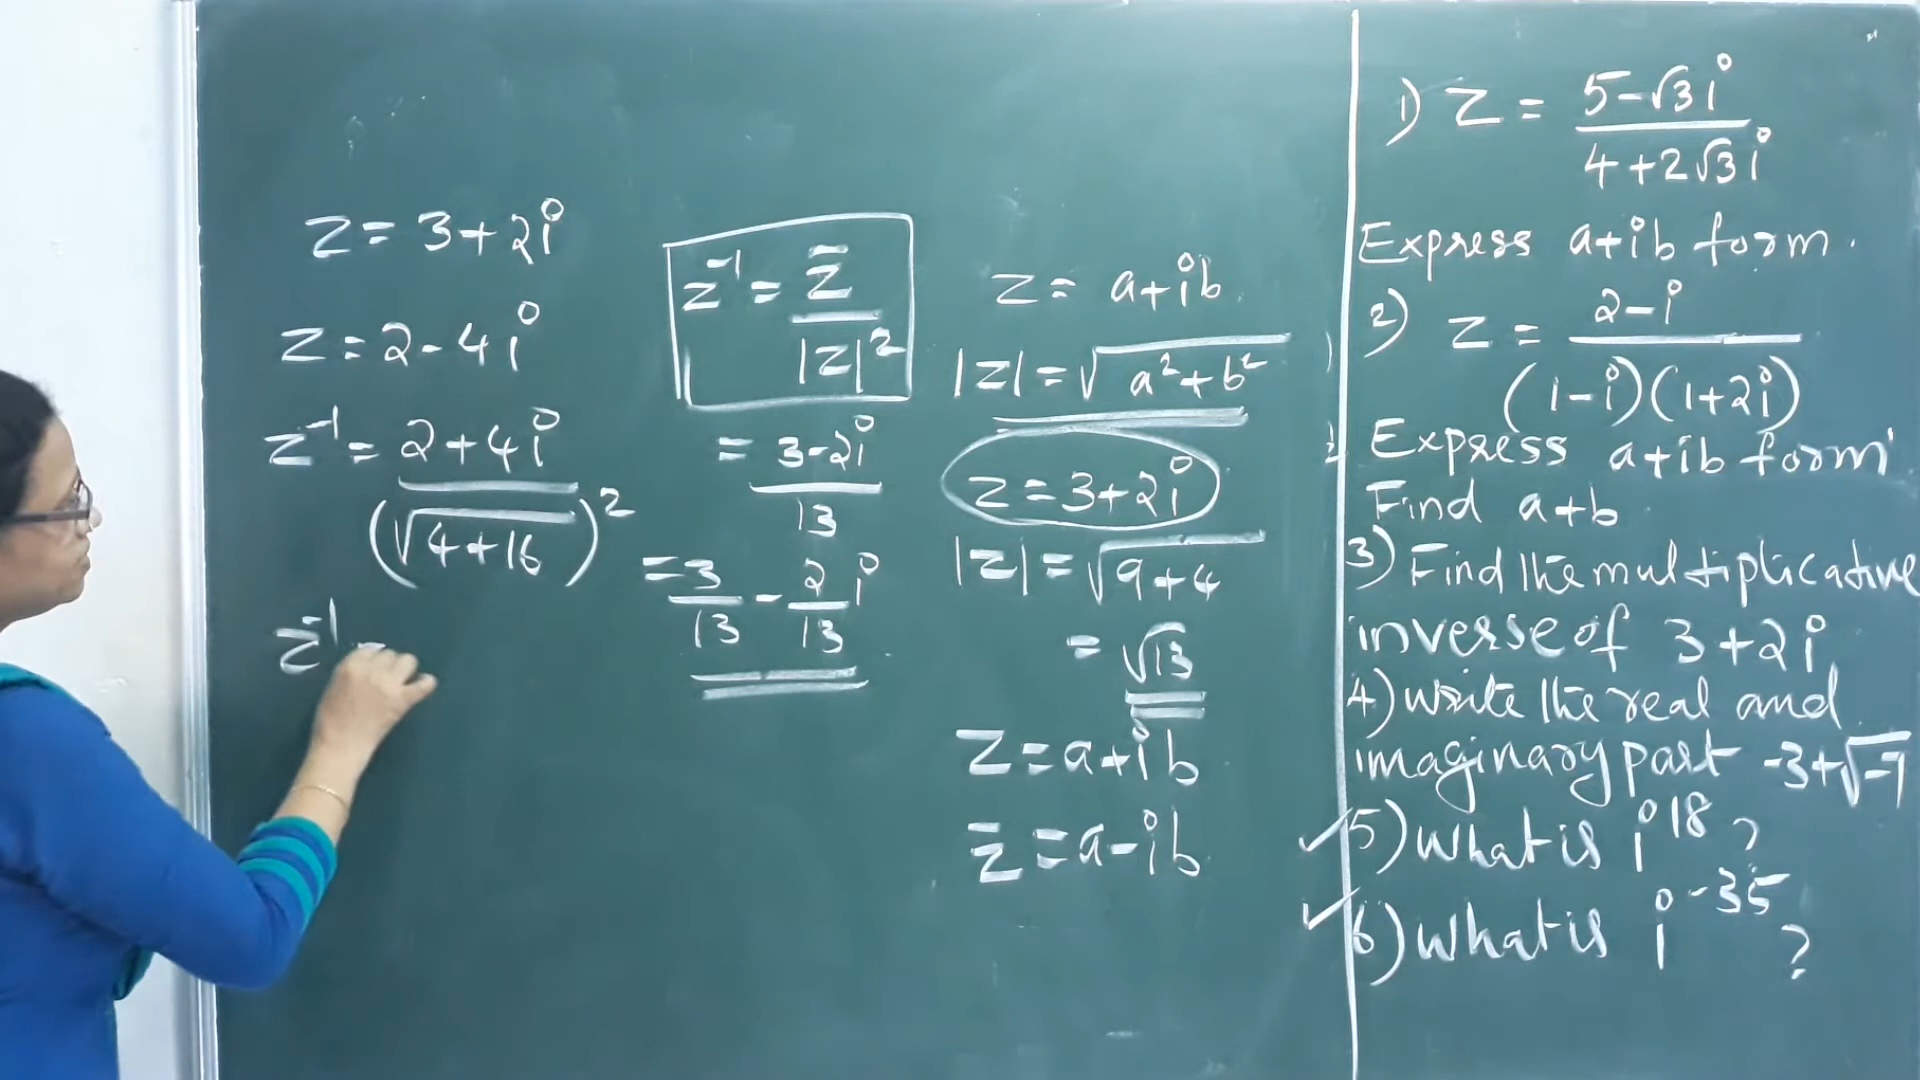 z = 3+2i
z = 2-4i
z⁻¹ = 2+4i
(√4+16)²
z⁻¹ =
z⁻¹ = z̄
|z|²
= 3-2i
13
= 3/13 - 2/13 i
z = a+ib
|z| = √a²+b²
z = 3+2i
|z| = √9+4
= √13
z = a+ib
z̄ = a-ib
1) z = 5-√3i
4+2√3i
Express a+ib form.
2) z = 2-i
(1-i)(1+2i)
Express a+ib form
Find a+b
3) Find the multiplicative
inverse of 3+2i
4) write the real and
imaginary part -3+√-7
✓ 5) what is i¹⁸ ?
✓ 6) what is i⁻³⁵ ?